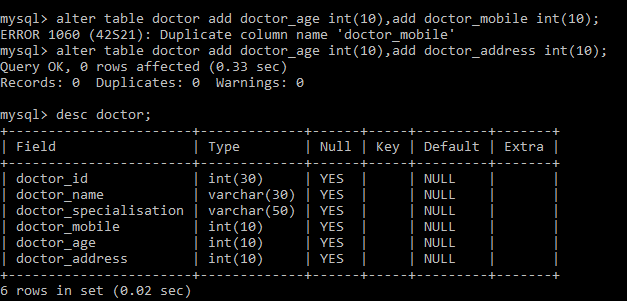 mysql> alter table doctor add doctor_age int(10),add doctor_mobile int(10);
ERROR 1060 (42S21): Duplicate column name 'doctor_mobile'
mysql> alter table doctor add doctor_age int(10),add doctor_address int(10);
Query OK, 0 rows affected (0.33 sec)
Records: 0  Duplicates: 0  Warnings: 0

mysql> desc doctor;
+-----------------------+-------------+------+-----+---------+-------+
| Field                 | Type        | Null | Key | Default | Extra |
+-----------------------+-------------+------+-----+---------+-------+
| doctor_id             | int(30)     | YES  |     | NULL    |       |
| doctor_name           | varchar(30) | YES  |     | NULL    |       |
| doctor_specialisation | varchar(50) | YES  |     | NULL    |       |
| doctor_mobile         | int(10)     | YES  |     | NULL    |       |
| doctor_age            | int(10)     | YES  |     | NULL    |       |
| doctor_address        | int(10)     | YES  |     | NULL    |       |
+-----------------------+-------------+------+-----+---------+-------+
6 rows in set (0.02 sec)